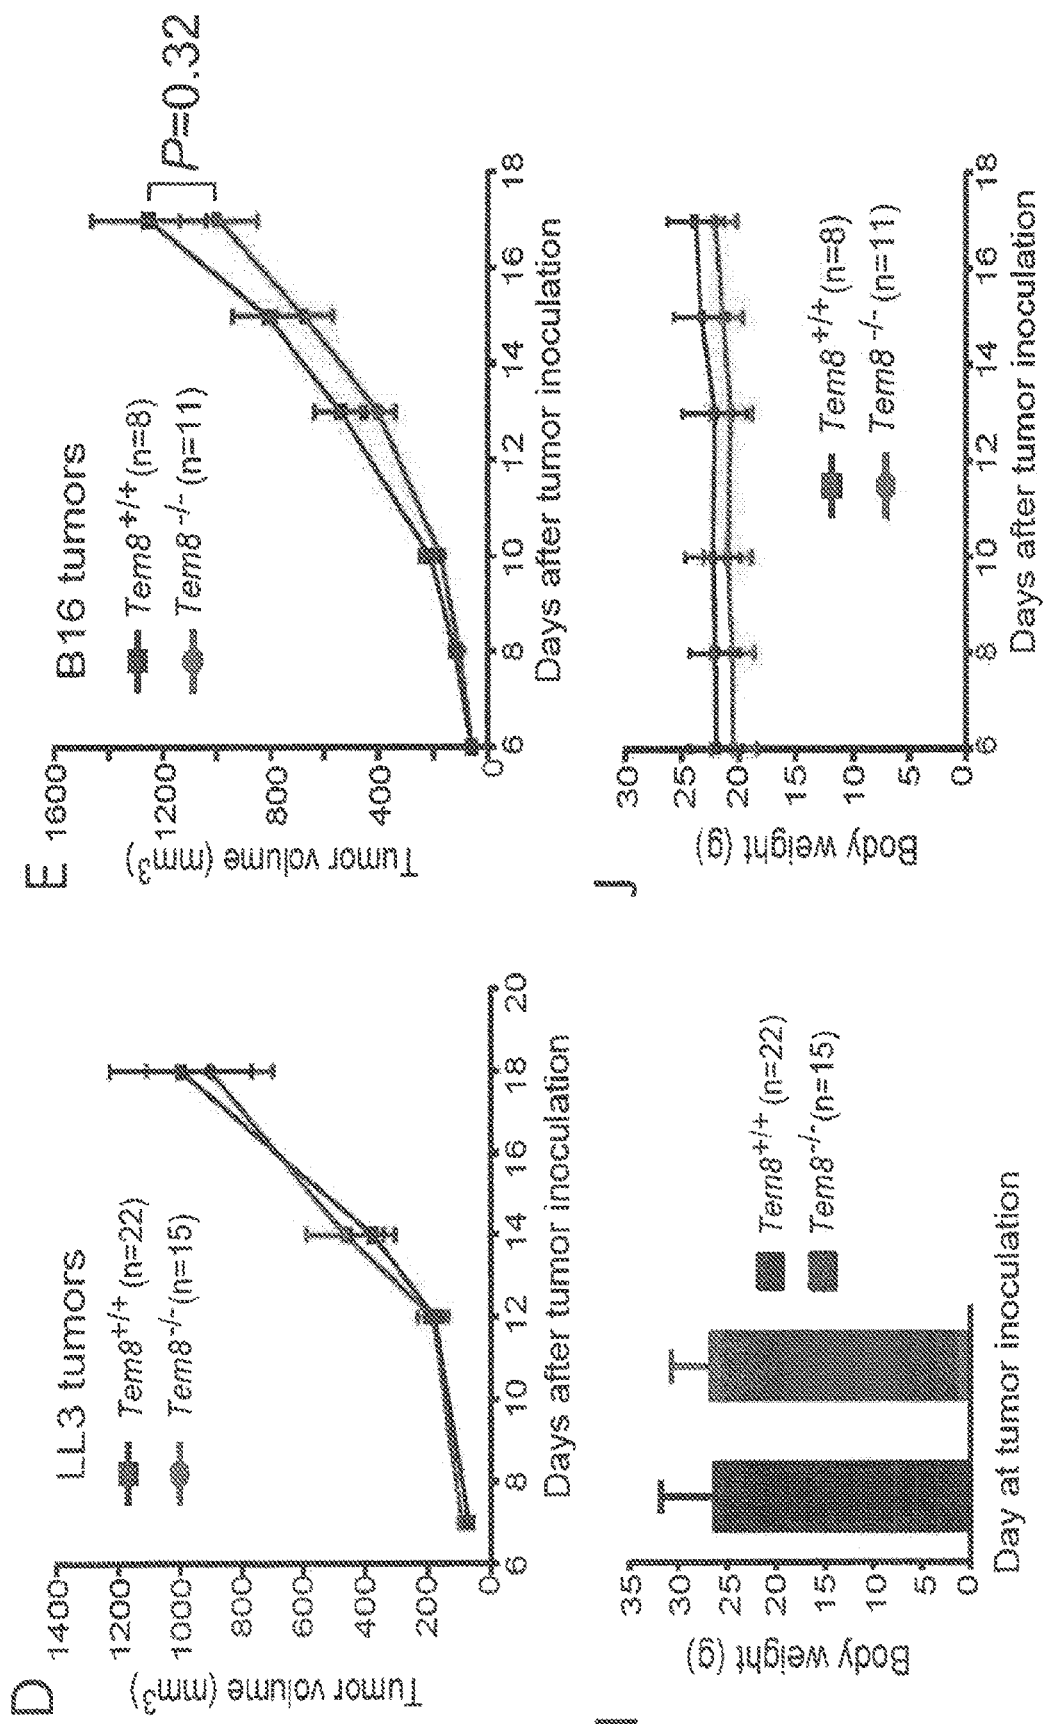 D
LL3 tumors
Tem8+/+ (n=22)
Tem8-/- (n=15)
Tumor volume (mm3)
1400
1200
1000
800
600
400
200
0
6 8 10 12 14 16 18 20
Days after tumor inoculation
E
B16 tumors
Tem8+/+ (n=8)
Tem8-/- (n=11)
P=0.32
Tumor volume (mm3)
1600
1200
800
400
0
6 8 10 12 14 16 18
Days after tumor inoculation
I
Body weight (g)
35
30
25
20
15
10
5
0
Tem8+/+ (n=22)
Tem8-/- (n=15)
Day at tumor inoculation
J
Body weight (g)
30
25
20
15
10
5
0
6 8 10 12 14 16 18
Tem8+/+ (n=8)
Tem8-/- (n=11)
Days after tumor inoculation